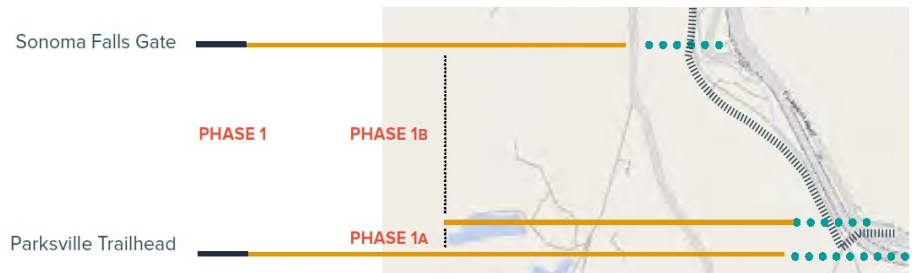 Sonoma Falls Gate
PHASE 1 PHASE 1B
PHASE 1A
Parksville Trailhead